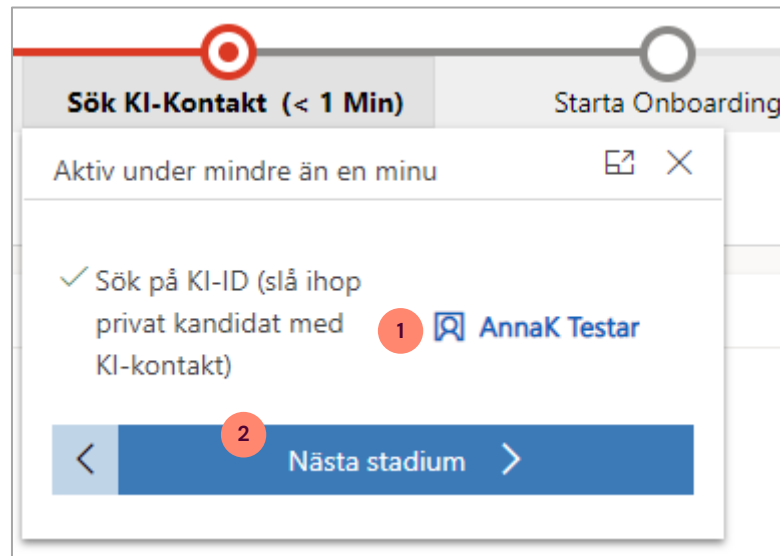 Sök KI-Kontakt (< 1 Min)
Starta Onboarding
Aktiv under mindre än en minu
Sök på KI-ID (slå ihop
privat kandidat med
KI-kontakt)
1
AnnaK Testar
2
Nästa stadium